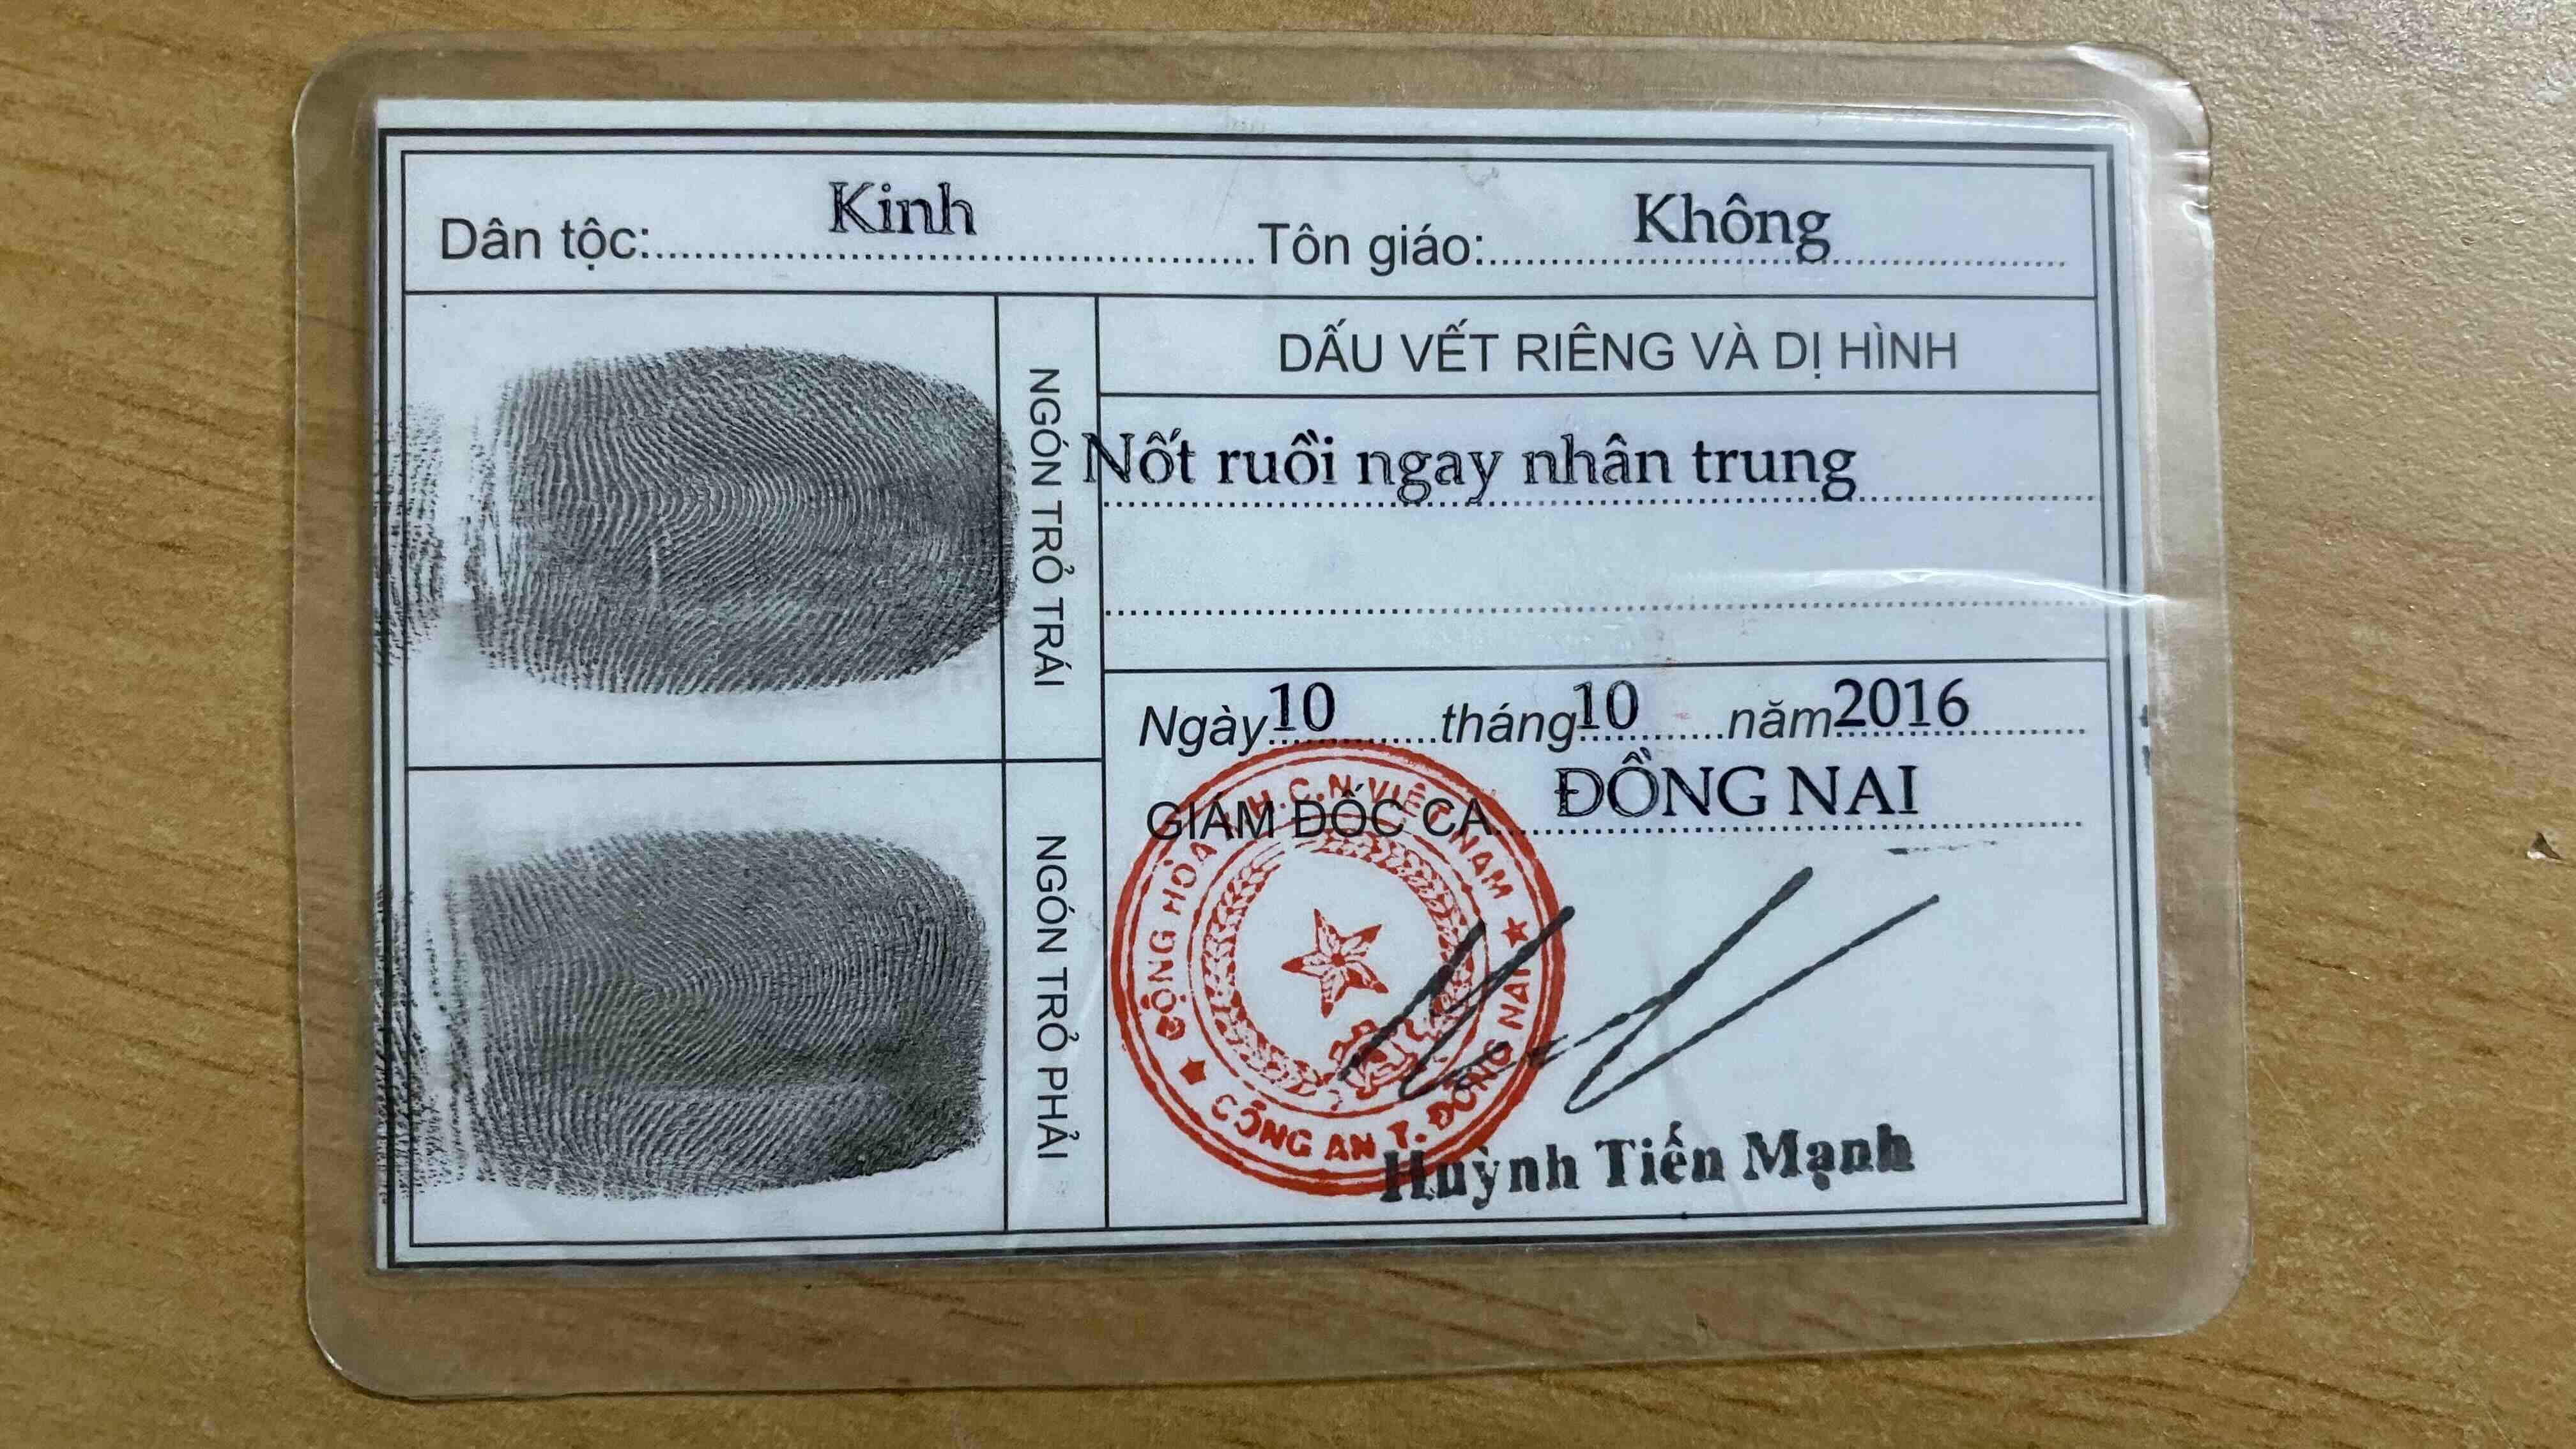 Dân tộc: Kinh Tôn giáo: Không
NGÓN TRỎ TRÁI
DẤU VẾT RIÊNG VÀ DỊ HÌNH
Nốt ruồi ngay nhân trung
Ngày 10 tháng 10 năm 2016
GIÁM ĐỐC CA ĐỒNG NAI
NGÓN TRỎ PHẢI
CỘNG HÒA X.H.C.N VIỆT NAM
CÔNG AN T. ĐỒNG NAI
Huỳnh Tiến Mạnh